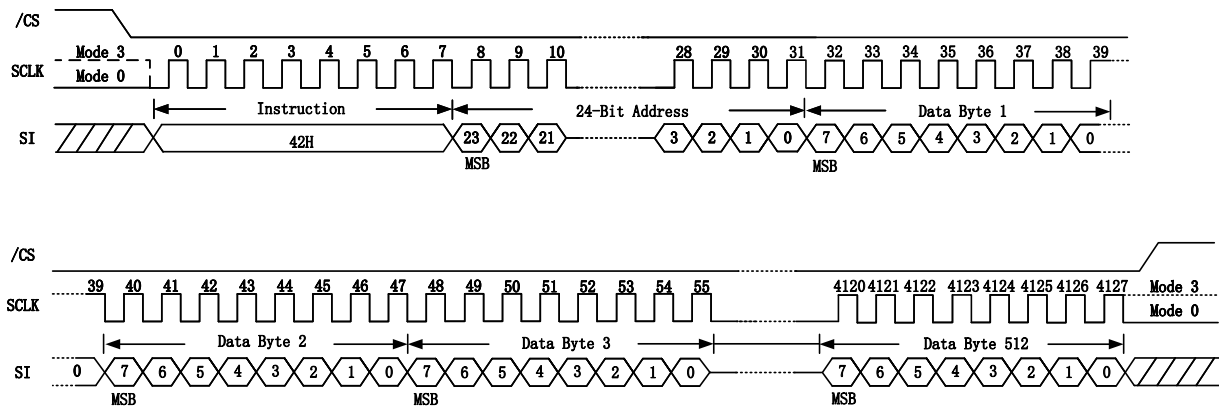 /CS
Mode 3 0 1 2 3 4 5 6 7 8 9 10 28 29 30 31 32 33 34 35 36 37 38 39
SCLK
Mode 0
Instruction 24-Bit Address Data Byte 1
SI 42H 23 22 21 3 2 1 0 7 6 5 4 3 2 1 0
MSB MSB
/CS
39 40 41 42 43 44 45 46 47 48 49 50 51 52 53 54 55 4120 4121 4122 4123 4124 4125 4126 4127 Mode 3
SCLK
Mode 0
Data Byte 2 Data Byte 3 Data Byte 512
SI 0 7 6 5 4 3 2 1 0 7 6 5 4 3 2 1 0 7 6 5 4 3 2 1 0
MSB MSB MSB